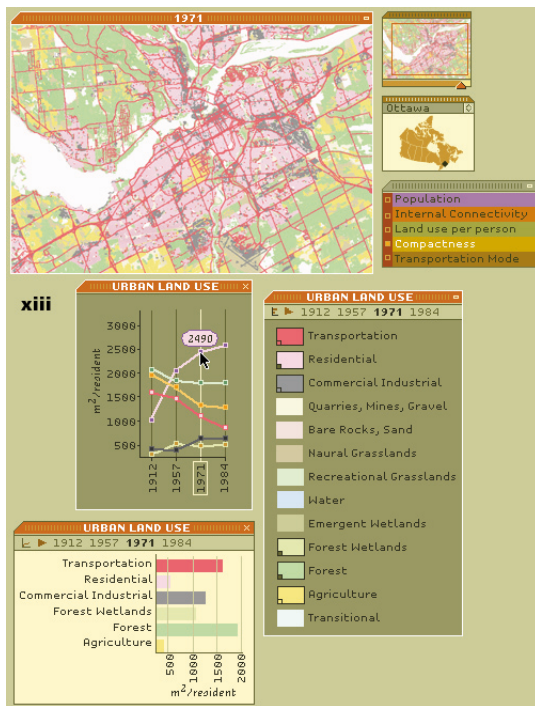 1971
Ottawa
Population
Internal Connectivity
Land use per person
Compactness
Transportation Mode
xiii
URBAN LAND USE
3000
2500
2000
1500
1000
500
m²/resident
2490
1912
1957
1971
1984
URBAN LAND USE
1912 1957 1971 1984
Transportation
Residential
Commercial Industrial
Quarries, Mines, Gravel
Bare Rocks, Sand
Naural Grasslands
Recreational Grasslands
Water
Emergent Wetlands
Forest Wetlands
Forest
Agriculture
Transitional
URBAN LAND USE
1912 1957 1971 1984
Transportation
Residential
Commercial Industrial
Forest Wetlands
Forest
Agriculture
500
1000
1500
2000
m²/resident